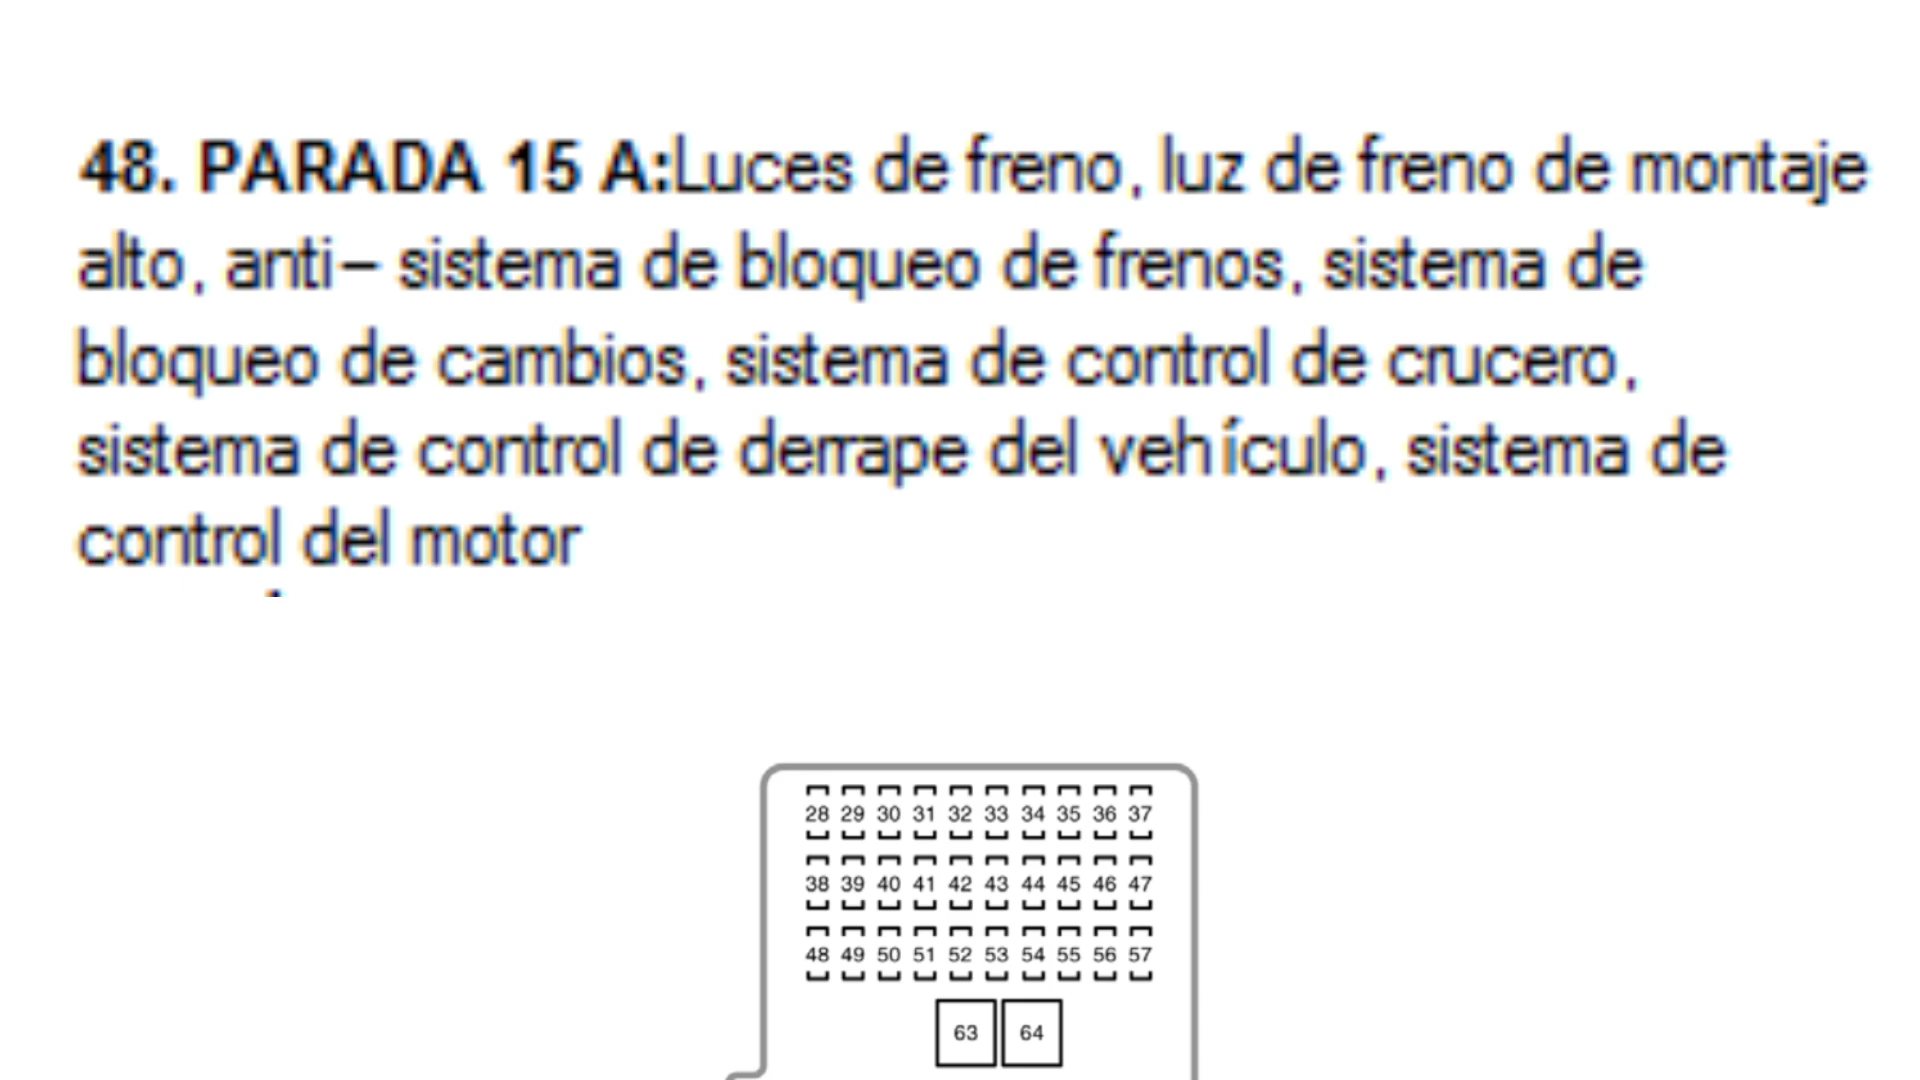 48. PARADA 15 A:Luces de freno, luz de freno de montaje
alto, anti– sistema de bloqueo de frenos, sistema de
bloqueo de cambios, sistema de control de crucero,
sistema de control de derrape del vehículo, sistema de
control del motor
28 29 30 31 32 33 34 35 36 37
38 39 40 41 42 43 44 45 46 47
48 49 50 51 52 53 54 55 56 57
63 64